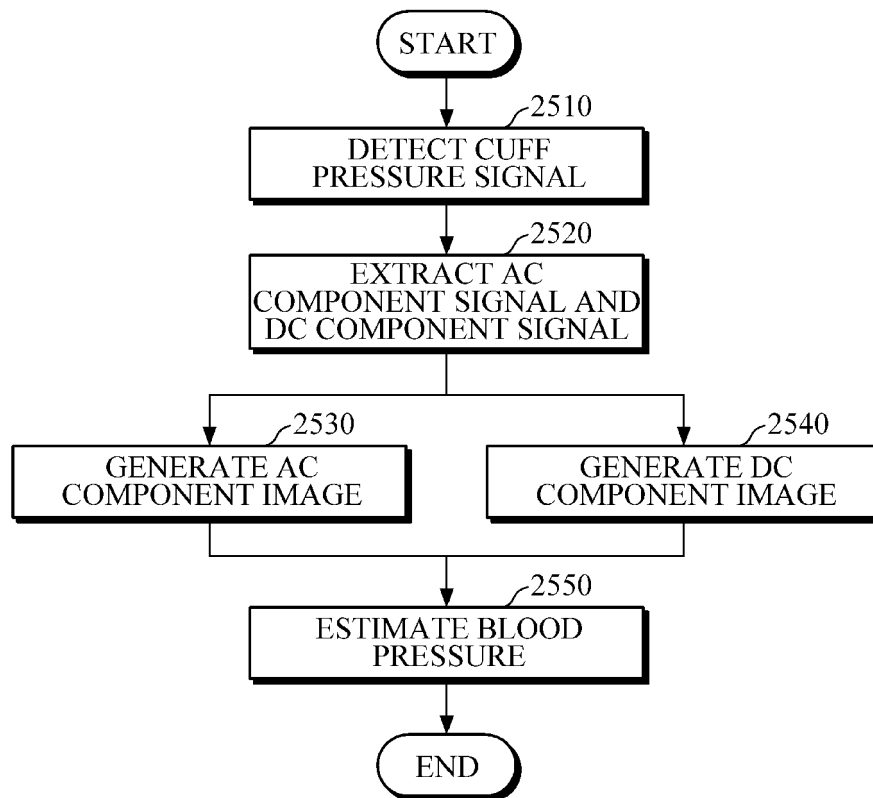 START
2510
DETECT CUFF
PRESSURE SIGNAL
2520
EXTRACT AC
COMPONENT SIGNAL AND
DC COMPONENT SIGNAL
2530
GENERATE AC
COMPONENT IMAGE
2540
GENERATE DC
COMPONENT IMAGE
2550
ESTIMATE BLOOD
PRESSURE
END